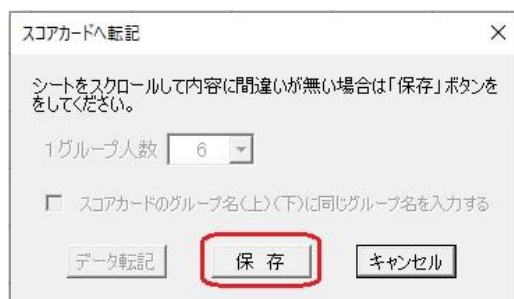 スコアカードへ転記
シートをスクロールして内容に間違いが無い場合は「保存」ボタンを
をしてください。
1グループ人数 6
スコアカードのグループ名(上)(下)に同じグループ名を入力する
データ転記 保存 キャンセル